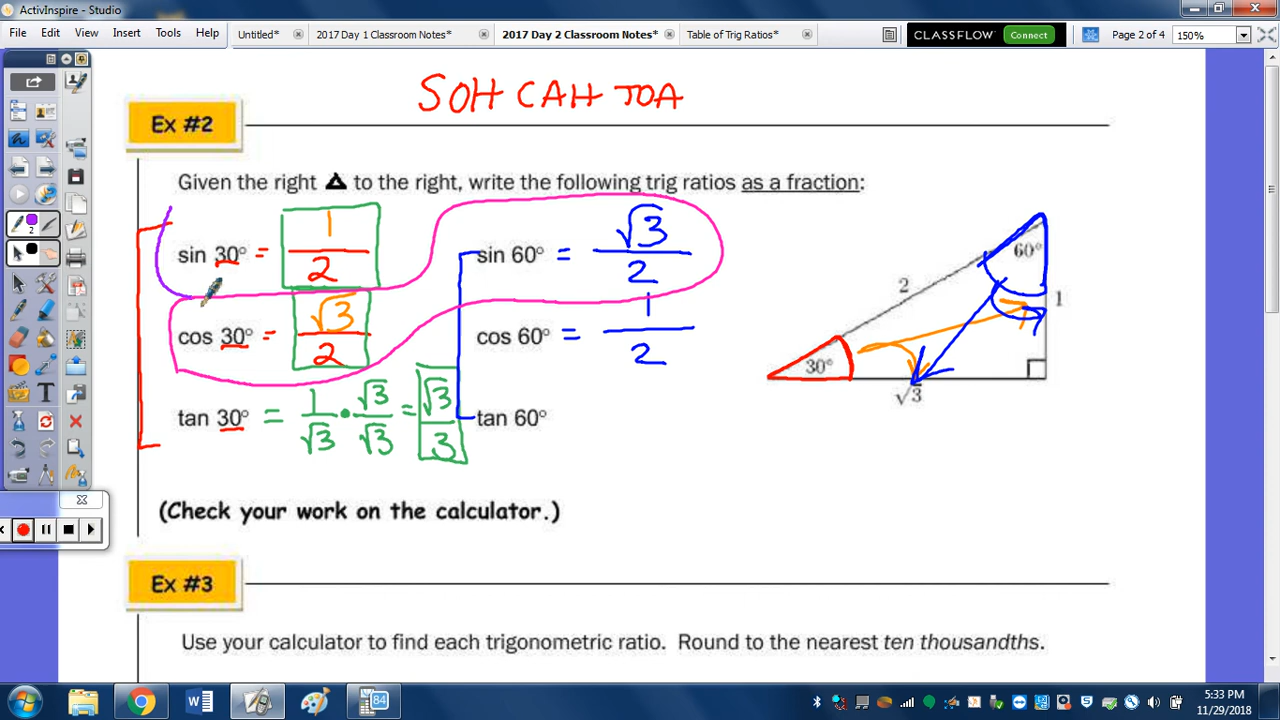 ActivInspire - Studio
File Edit View Insert Tools Help
Untitled* 2017 Day 1 Classroom Notes* 2017 Day 2 Classroom Notes* Table of Trig Ratios*
CLASSFLOW Connect Page 2 of 4 150%
SOH CAH TOA
Ex #2
Given the right △ to the right, write the following trig ratios as a fraction:
sin 30° = 1/2 sin 60° = √3/2
cos 30° = √3/2 cos 60° = 1/2
tan 30° = 1/√3 • √3/√3 = √3/3 tan 60°
60°
2
1
30°
√3
(Check your work on the calculator.)
Ex #3
Use your calculator to find each trigonometric ratio. Round to the nearest ten thousandths.
2
2
T
84
5:33 PM
11/29/2018